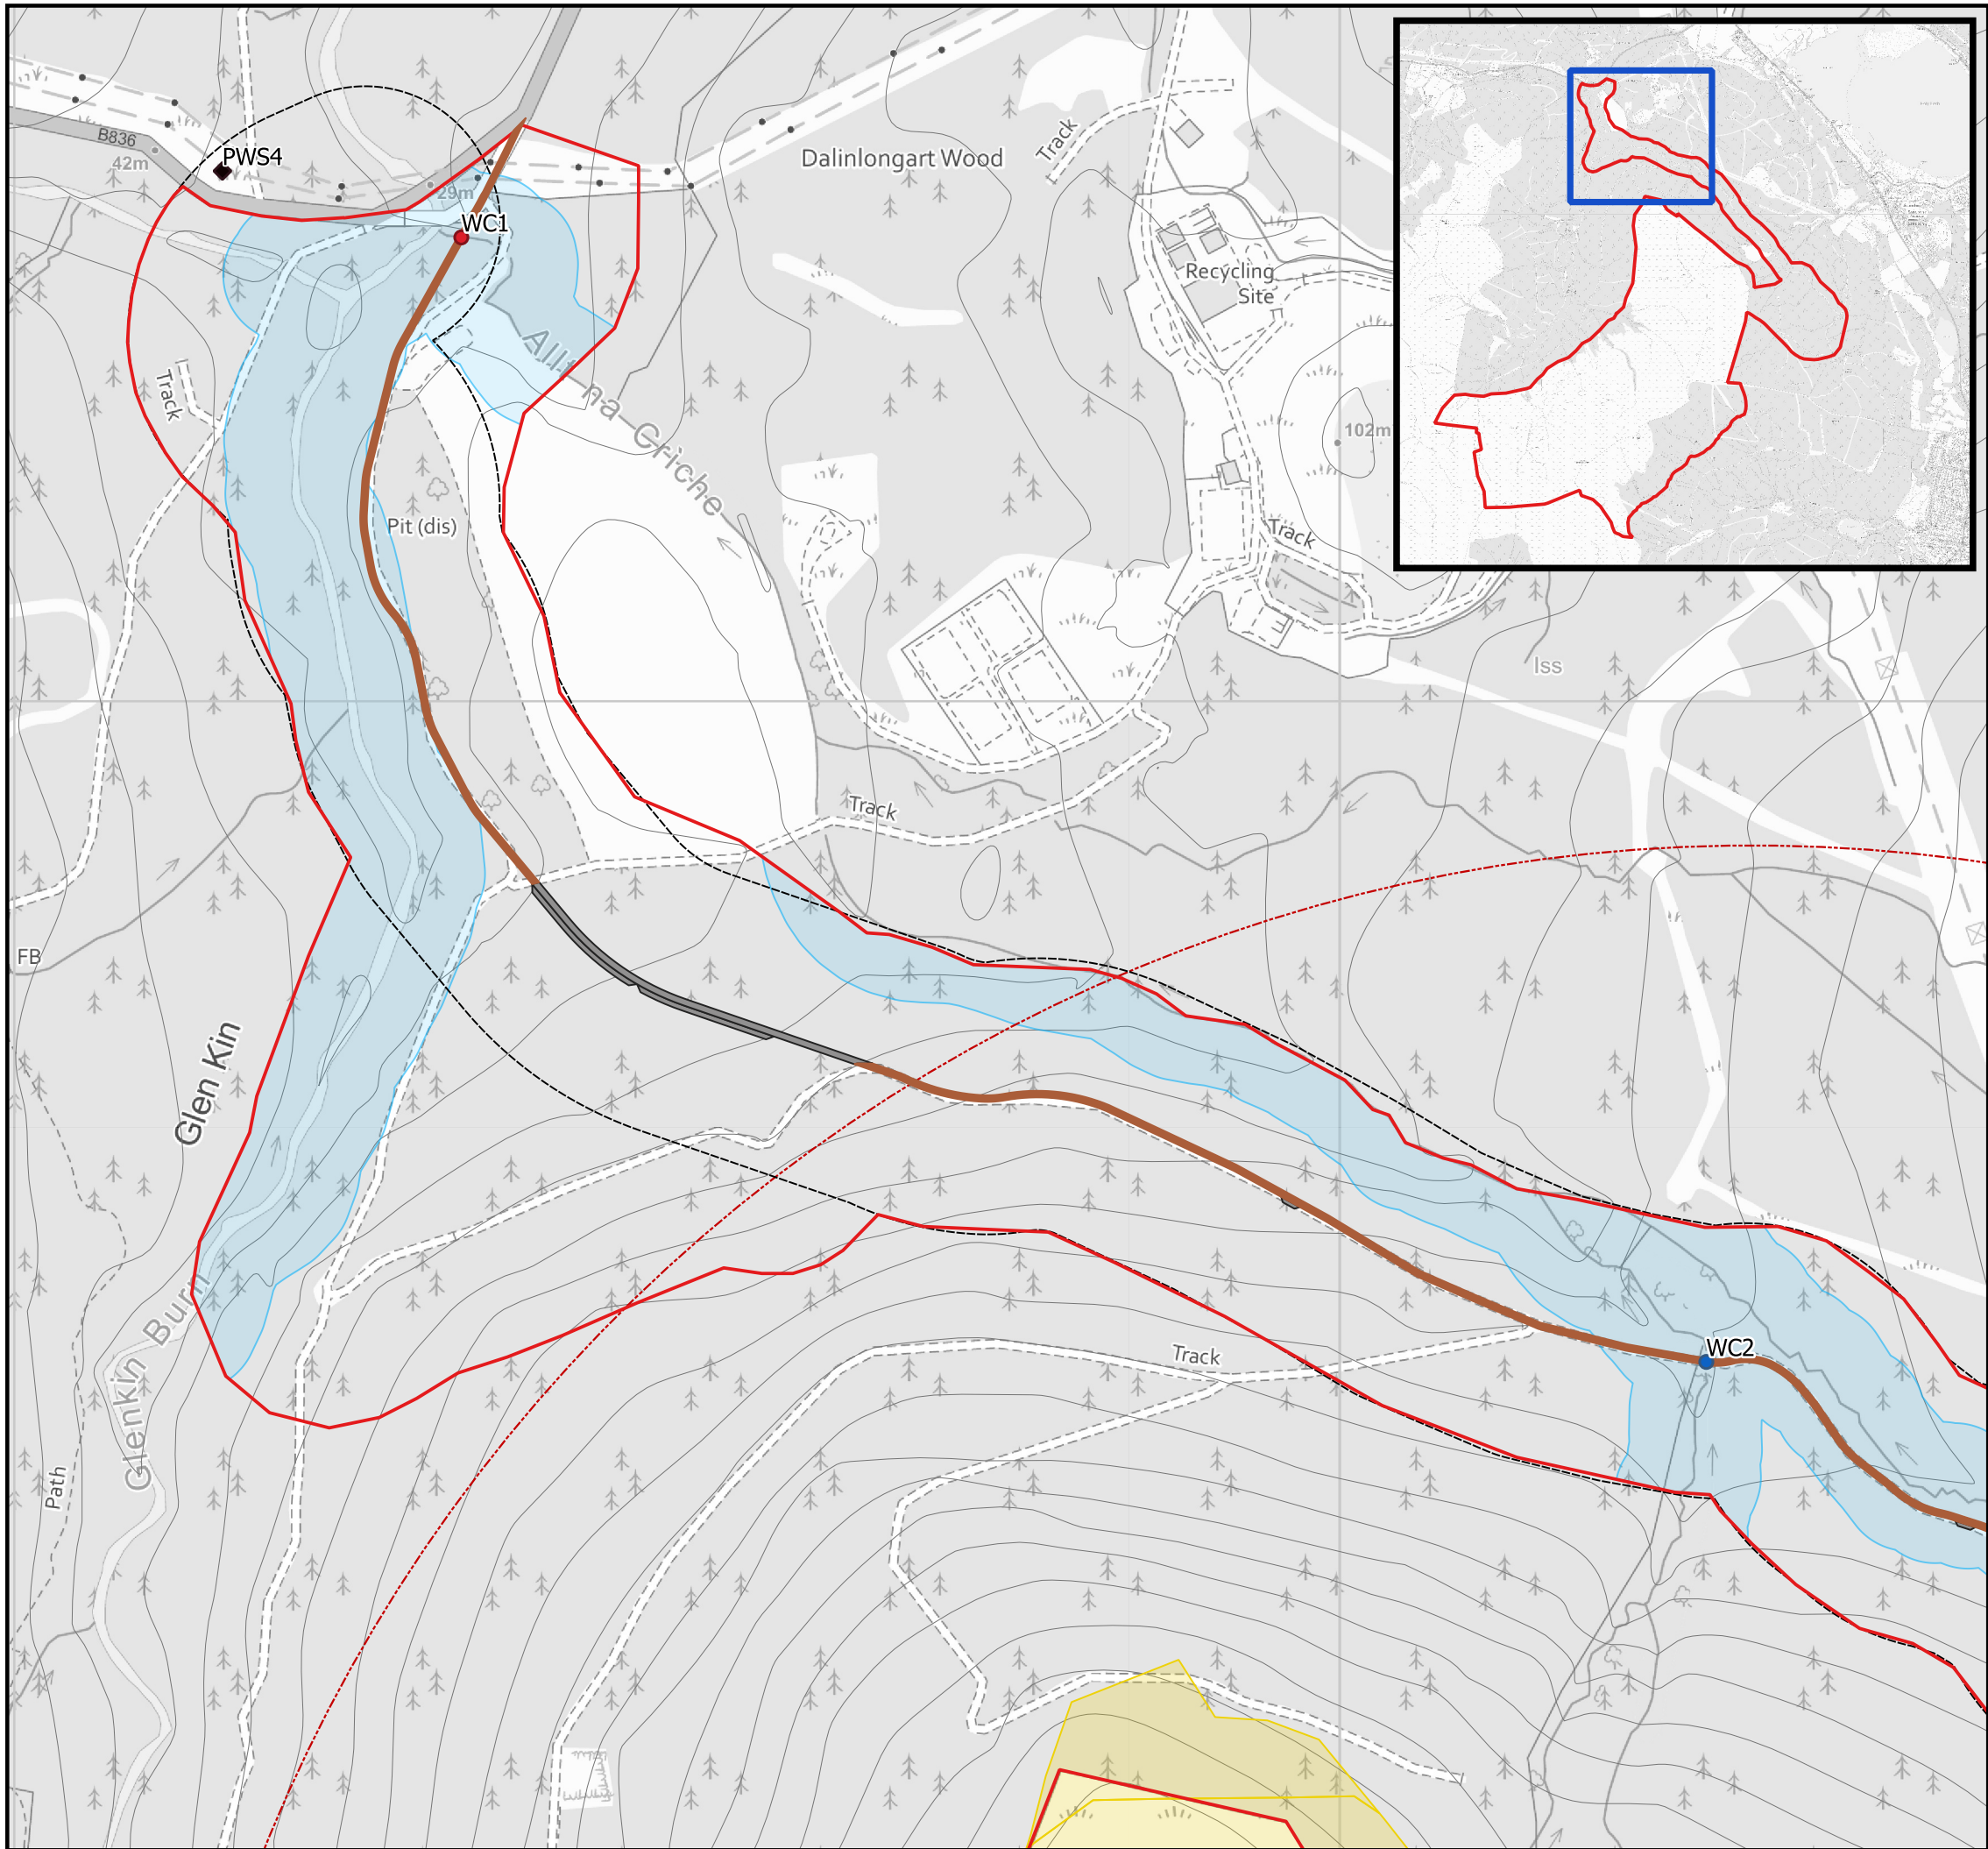 B836
42m
PWS4
29m
WC1
Dalinlongart Wood
Track
Recycling
Site
Allt na Crìche
102m
Track
Pit (dis)
Track
Iss
Track
FB
Glen Kin
Glenkin Burn
Track
WC2
Path